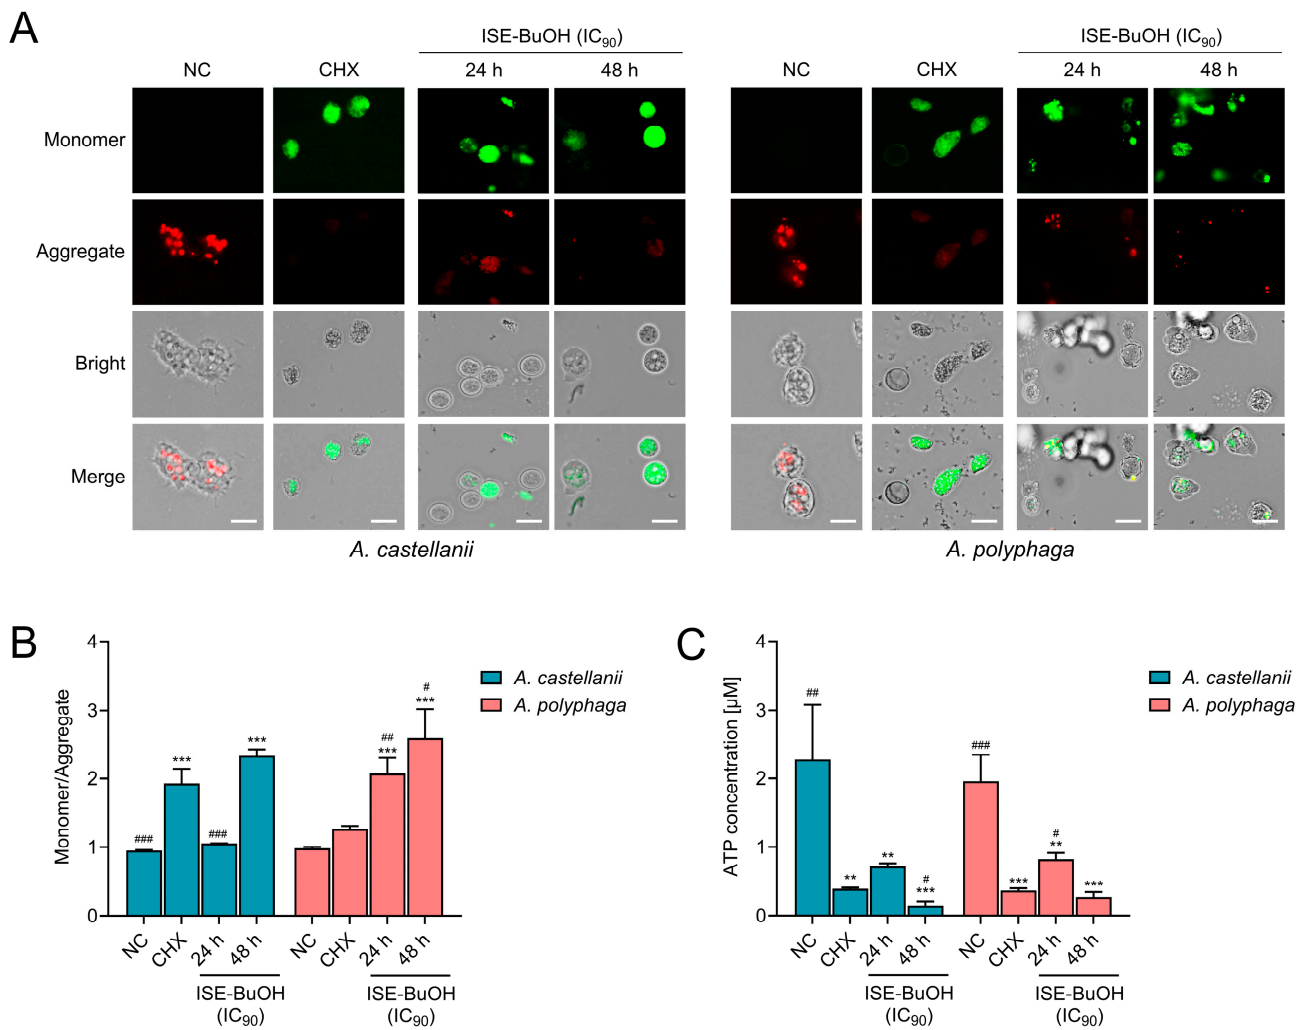 A
ISE-BuOH (IC90)
ISE-BuOH (IC90)
NC CHX 24 h 48 h
NC CHX 24 h 48 h
Monomer
Aggregate
Bright
Merge
A. castellanii
A. polyphaga
B
Monomer/Aggregate
4
3
2
1
0
###
***
###
***
##
***
#
***
A. castellanii
A. polyphaga
NC CHX 24 h 48 h NC CHX 24 h 48 h
ISE-BuOH ISE-BuOH
(IC90) (IC90)
C
ATP concentration [µM]
4
3
2
1
0
##
**
**
#
***
###
***
#
**
***
A. castellanii
A. polyphaga
NC CHX 24 h 48 h NC CHX 24 h 48 h
ISE-BuOH ISE-BuOH
(IC90) (IC90)